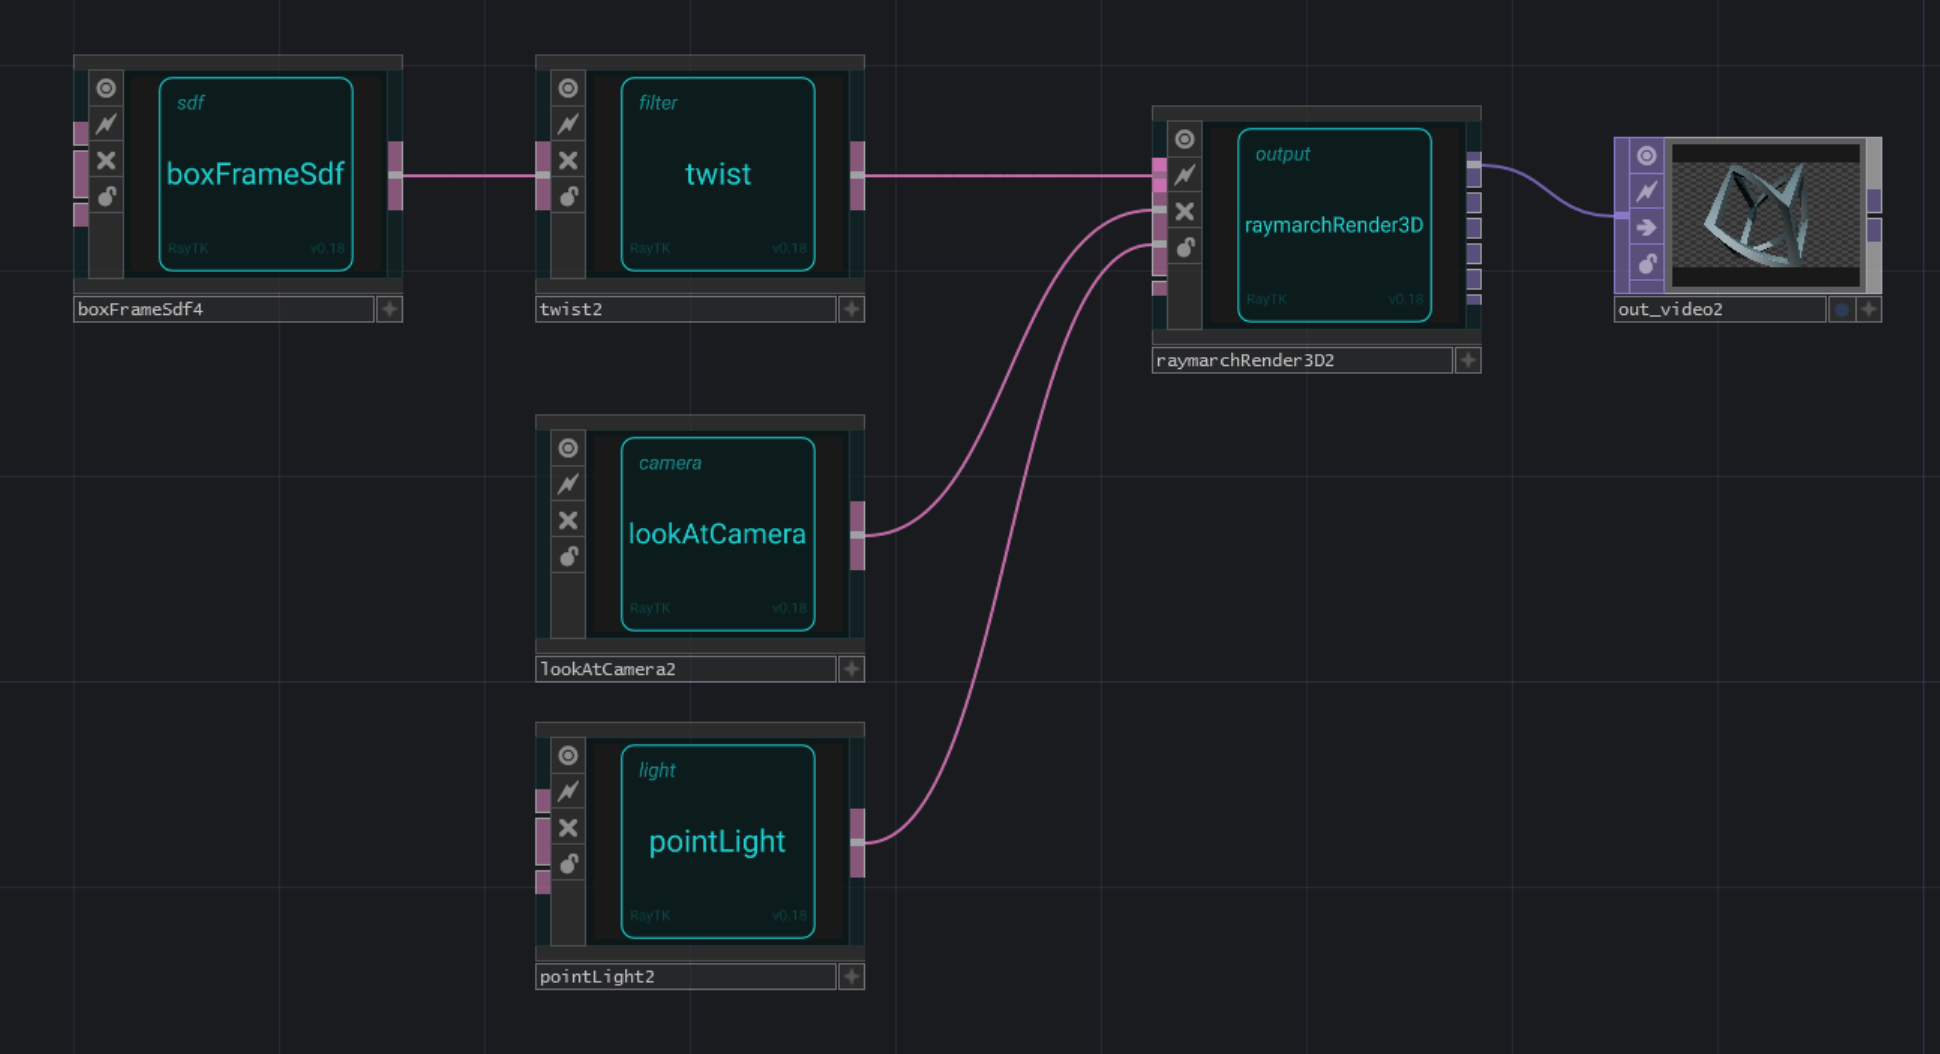 sdf
boxFrameSdf
RayTK v0.18
boxFrameSdf4
filter
twist
RayTK v0.18
twist2
output
raymarchRender3D
RayTK v0.18
raymarchRender3D2
out_video2
camera
lookAtCamera
RayTK v0.18
lookAtCamera2
light
pointLight
RayTK v0.18
pointLight2